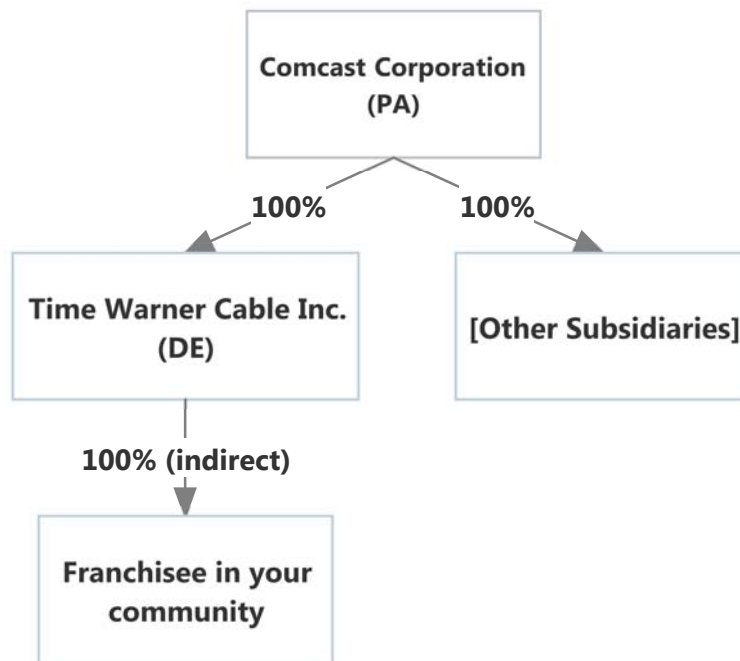 Comcast Corporation
(PA)
100%
100%
Time Warner Cable Inc.
(DE)
[Other Subsidiaries]
100% (indirect)
Franchisee in your
community